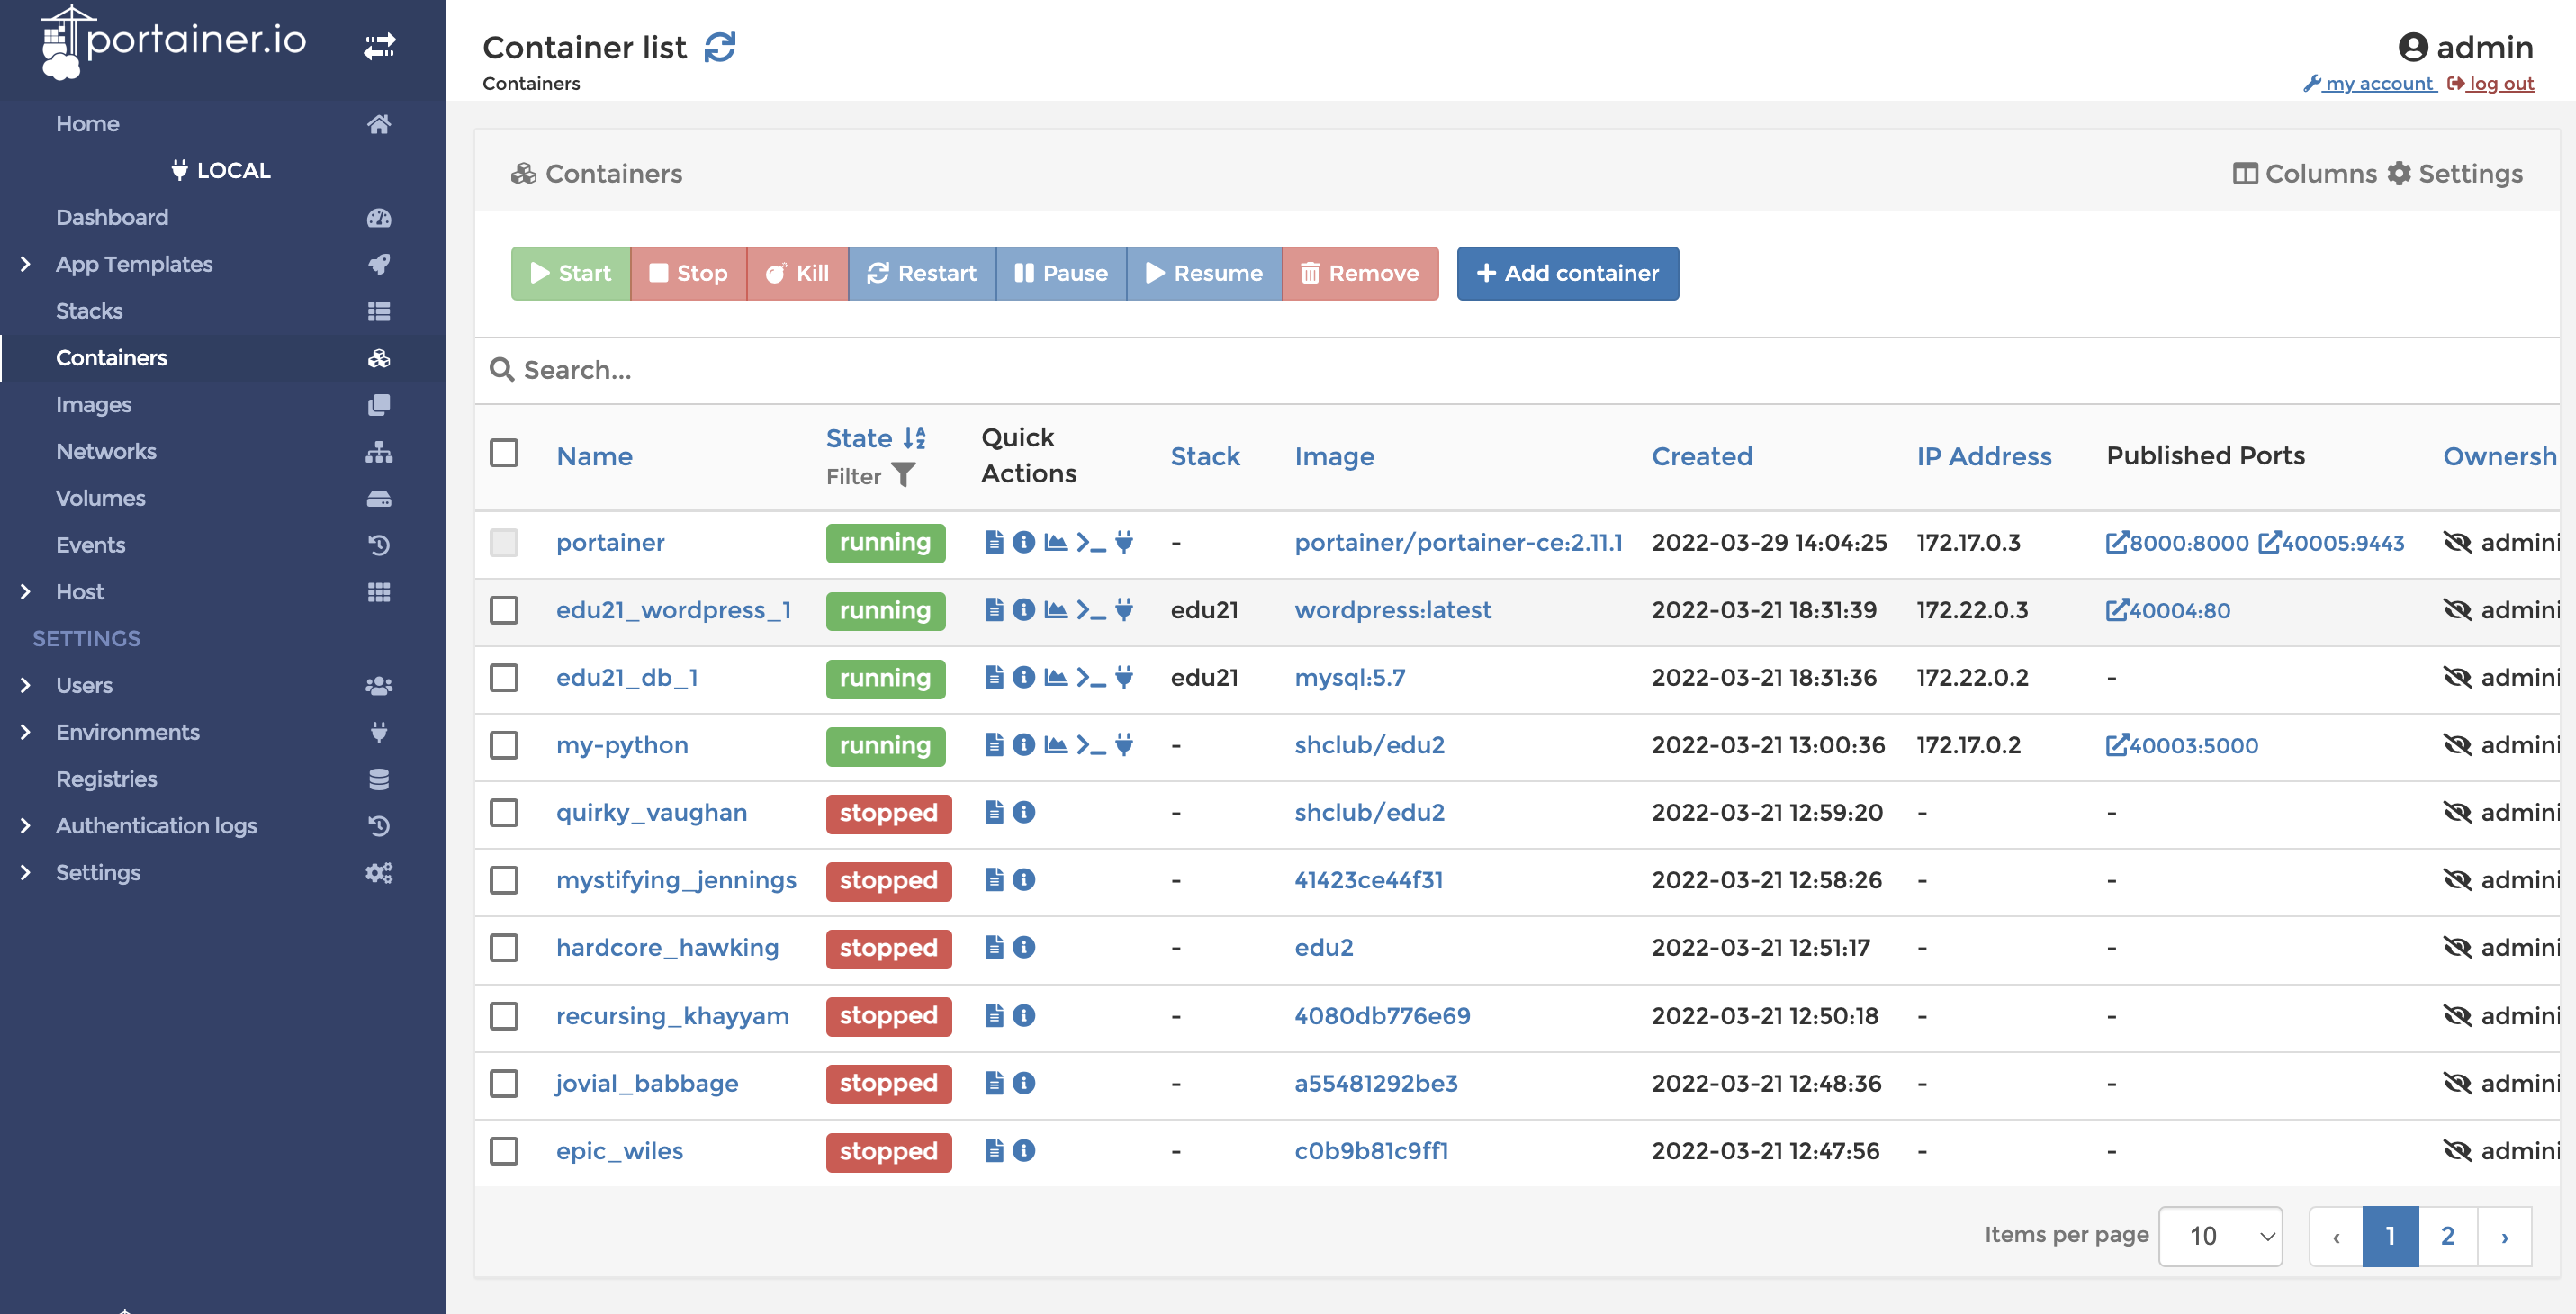 portainer.io
Home
LOCAL
Dashboard
App Templates
Stacks
Containers
Images
Networks
Volumes
Events
Host
SETTINGS
Users
Environments
Registries
Authentication logs
Settings
Container list
Containers
admin
my account log out
Containers
Columns Settings
Start Stop Kill Restart Pause Resume Remove Add container
Search...
Name State Filter Quick Actions Stack Image Created IP Address Published Ports Ownersh
portainer running - portainer/portainer-ce:2.11.1 2022-03-29 14:04:25 172.17.0.3 8000:8000 40005:9443 admini
edu21_wordpress_1 running edu21 wordpress:latest 2022-03-21 18:31:39 172.22.0.3 40004:80 admini
edu21_db_1 running edu21 mysql:5.7 2022-03-21 18:31:36 172.22.0.2 - admini
my-python running - shclub/edu2 2022-03-21 13:00:36 172.17.0.2 40003:5000 admini
quirky_vaughan stopped - shclub/edu2 2022-03-21 12:59:20 - - admini
mystifying_jennings stopped - 41423ce44f31 2022-03-21 12:58:26 - - admini
hardcore_hawking stopped - edu2 2022-03-21 12:51:17 - - admini
recursing_khayyam stopped - 4080db776e69 2022-03-21 12:50:18 - - admini
jovial_babbage stopped - a55481292be3 2022-03-21 12:48:36 - - admini
epic_wiles stopped - c0b9b81c9ff1 2022-03-21 12:47:56 - - admini
Items per page 10 ‹ 1 2 ›